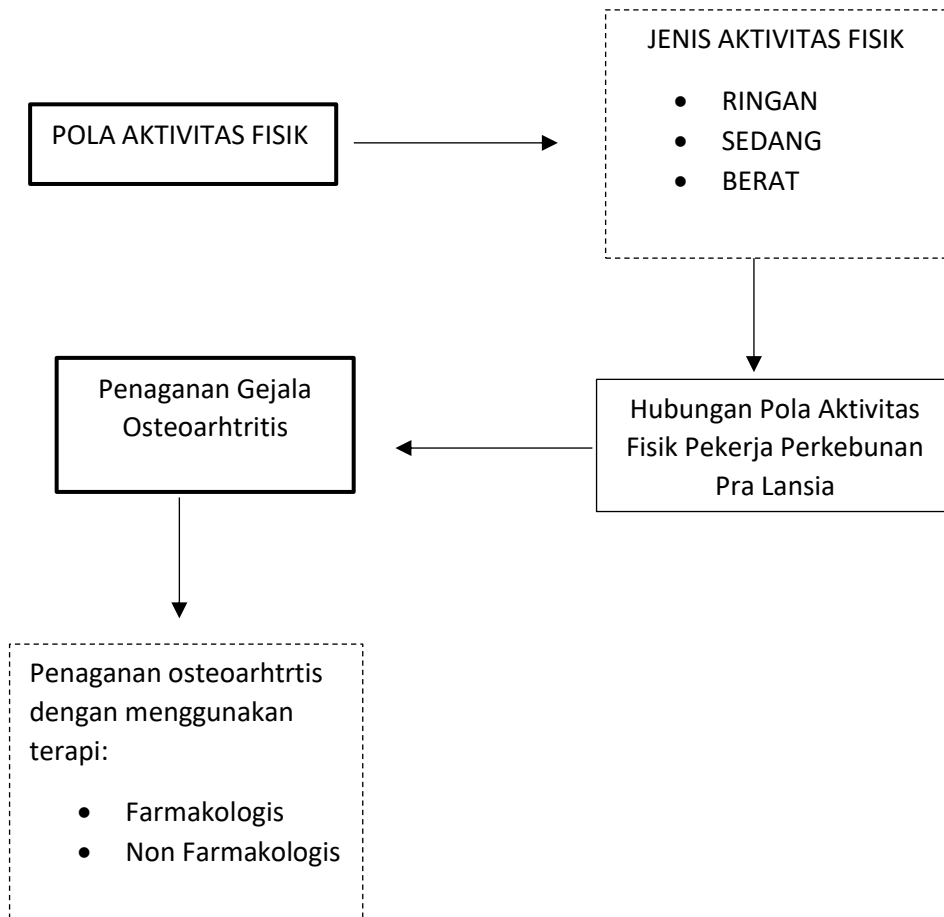 JENIS AKTIVITAS FISIK
• RINGAN
• SEDANG
• BERAT
POLA AKTIVITAS FISIK
Penaganan Gejala
Osteoarhtritis
Hubungan Pola Aktivitas
Fisik Pekerja Perkebunan
Pra Lansia
Penaganan osteoarhtrtis
dengan menggunakan
terapi:
• Farmakologis
• Non Farmakologis